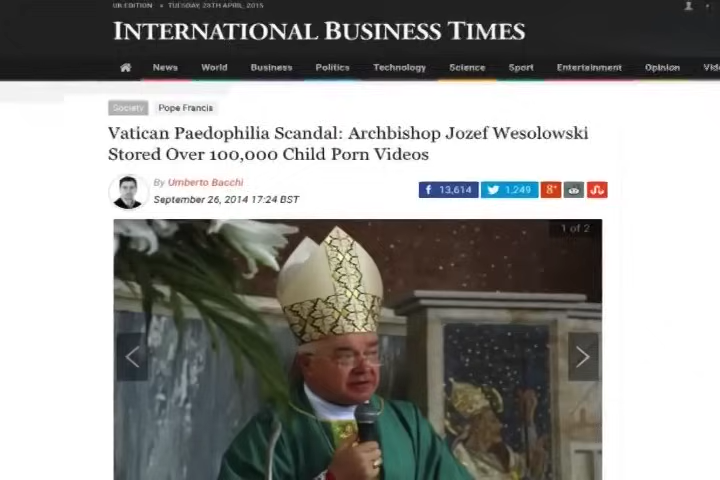 UK EDITION • TUESDAY, 28TH APRIL, 2015
INTERNATIONAL BUSINESS TIMES
News World Business Politics Technology Science Sport Entertainment Opinion Vid
Society Pope Francis
Vatican Paedophilia Scandal: Archbishop Jozef Wesolowski
Stored Over 100,000 Child Porn Videos
By Umberto Bacchi
September 26, 2014 17:24 BST
f 13,614 1,249 8+
1 of 2